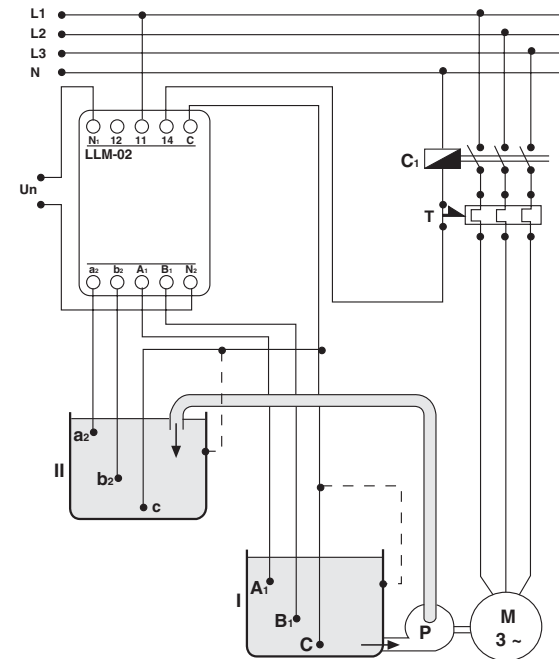 L1
L2
L3
N
N1 12 11 14 C
LLM-02
C1
Un
T
a2 b2 A1 B1 N2
a2
II
b2
c
A1
I
B1
C
P
M
3 ~